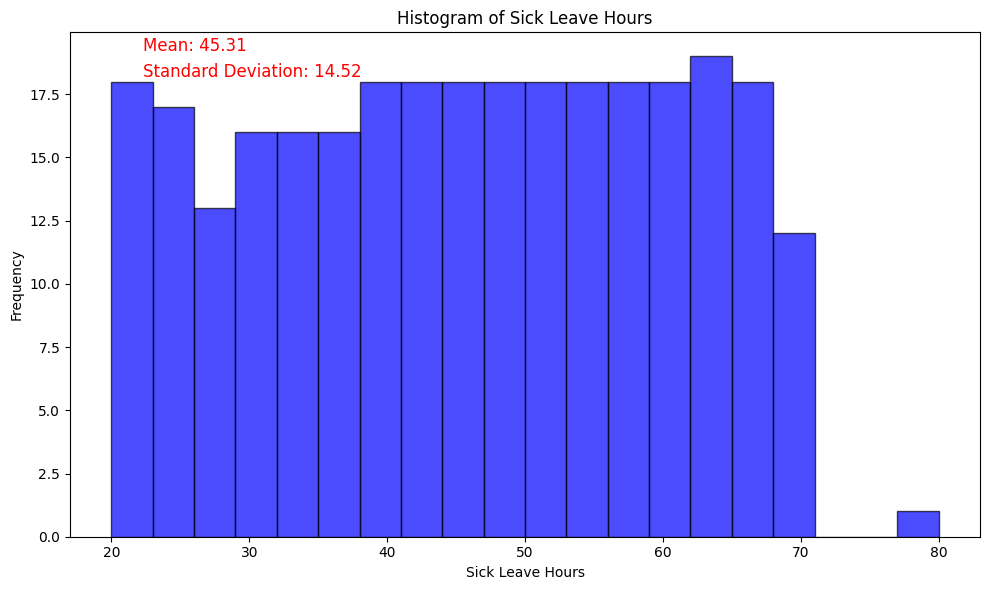 Histogram of Sick Leave Hours
Mean: 45.31
Standard Deviation: 14.52
17.5
15.0
12.5
10.0
7.5
5.0
2.5
0.0
Frequency
20 30 40 50 60 70 80
Sick Leave Hours